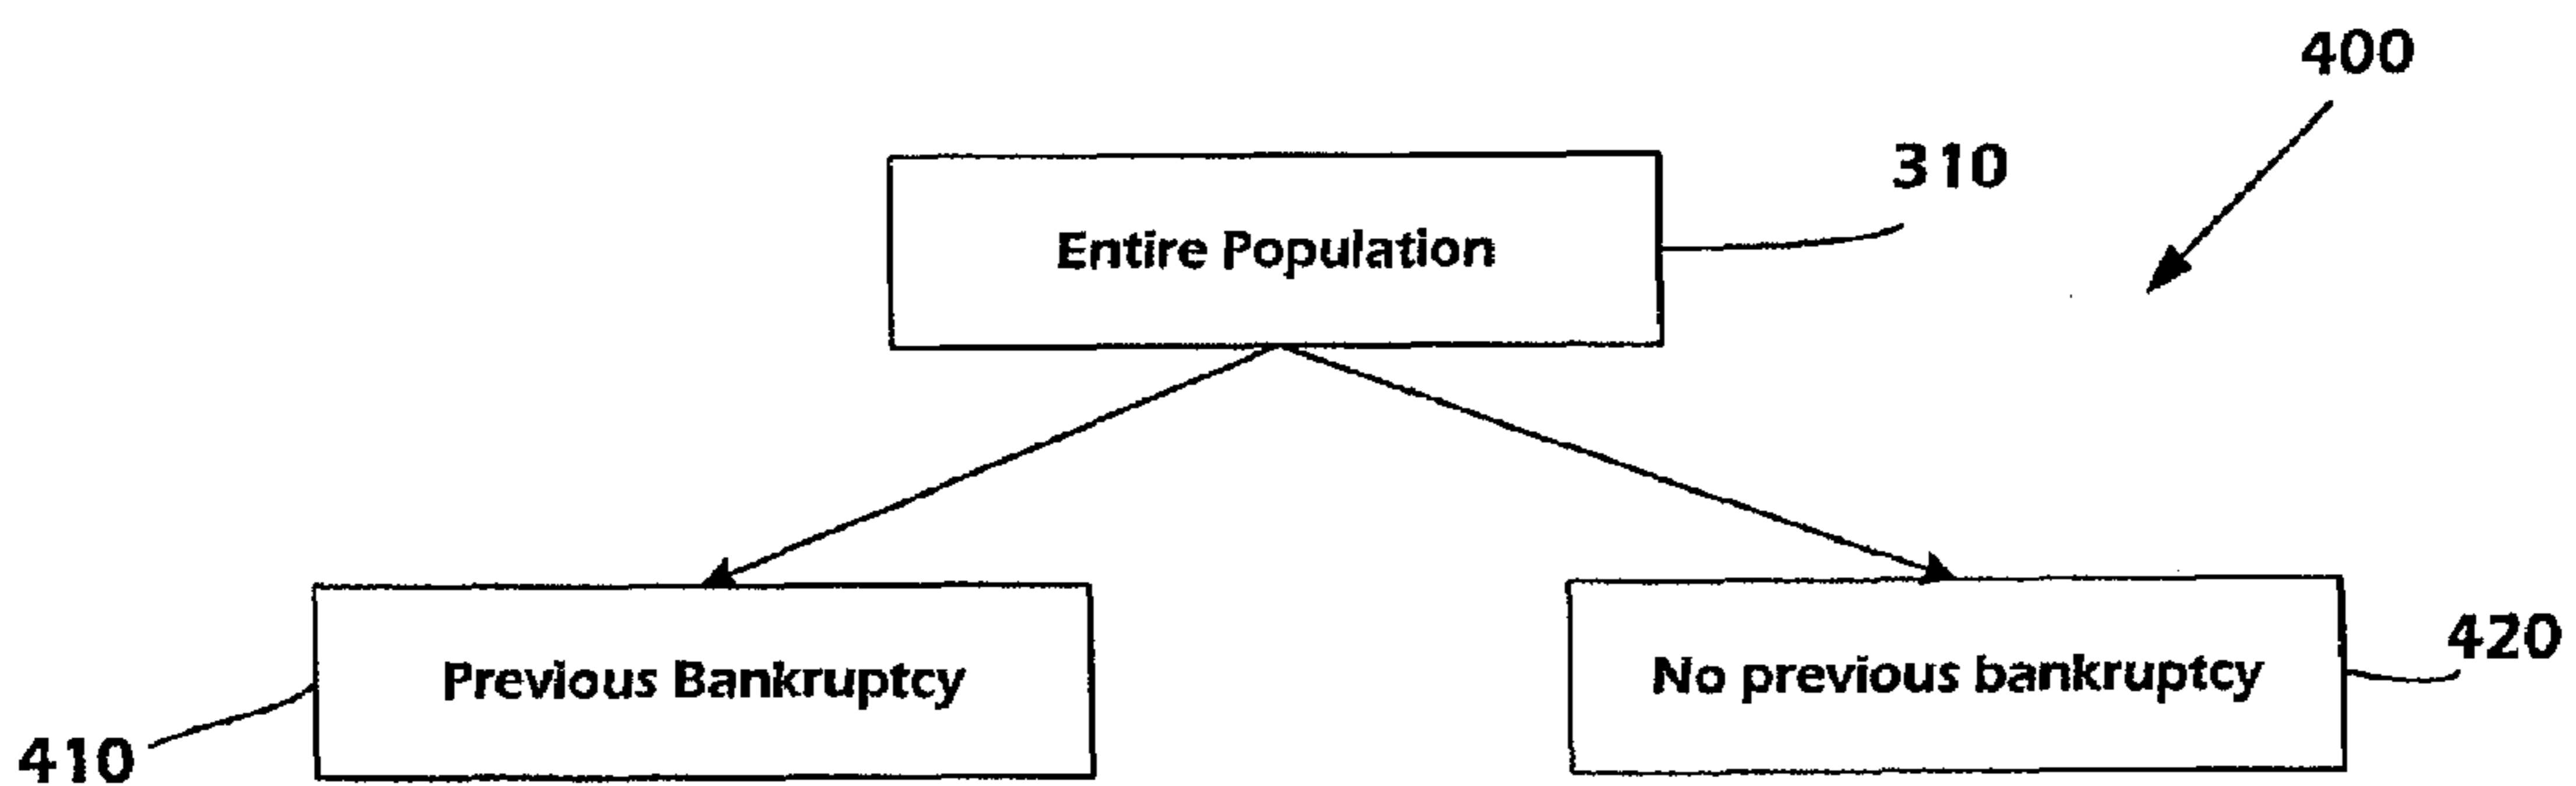 400
310
Entire Population
Previous Bankruptcy
No previous bankruptcy
420
410